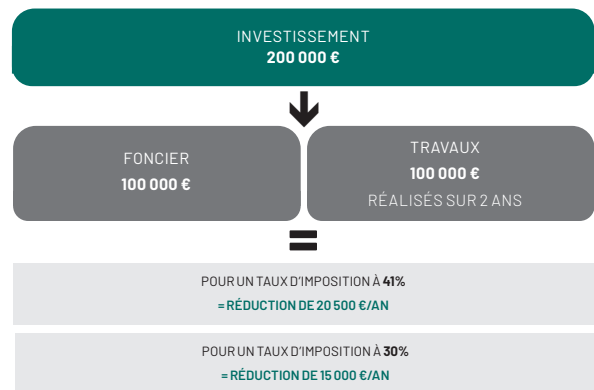 INVESTISSEMENT
200 000 €
FONCIER
100 000 €
TRAVAUX
100 000 €
RÉALISÉS SUR 2 ANS
=
POUR UN TAUX D'IMPOSITION À 41%
= RÉDUCTION DE 20 500 €/AN
POUR UN TAUX D'IMPOSITION À 30%
= RÉDUCTION DE 15 000 €/AN